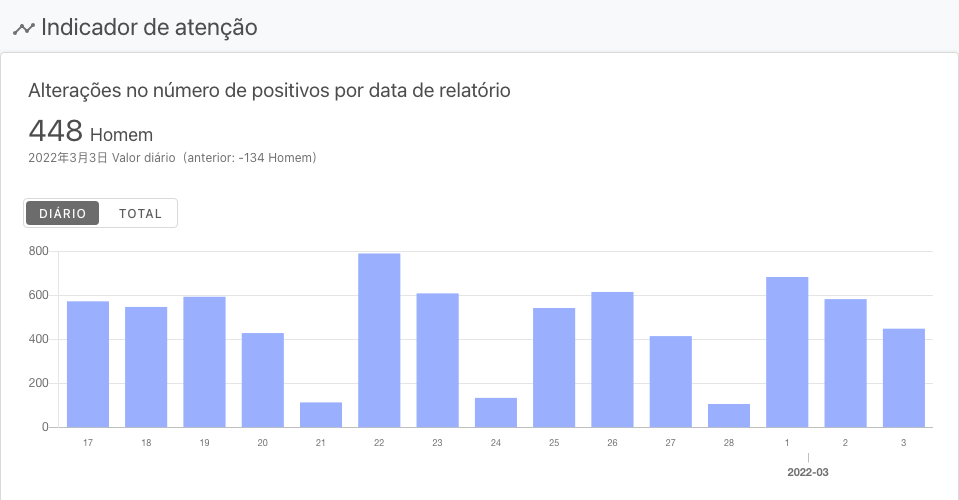 Indicador de atenção
Alterações no número de positivos por data de relatório
448 Homem
2022年3月3日 Valor diário (anterior: -134 Homem)
DIÁRIO TOTAL
800
600
400
200
0
17 18 19 20 21 22 23 24 25 26 27 28 1 2 3
2022-03